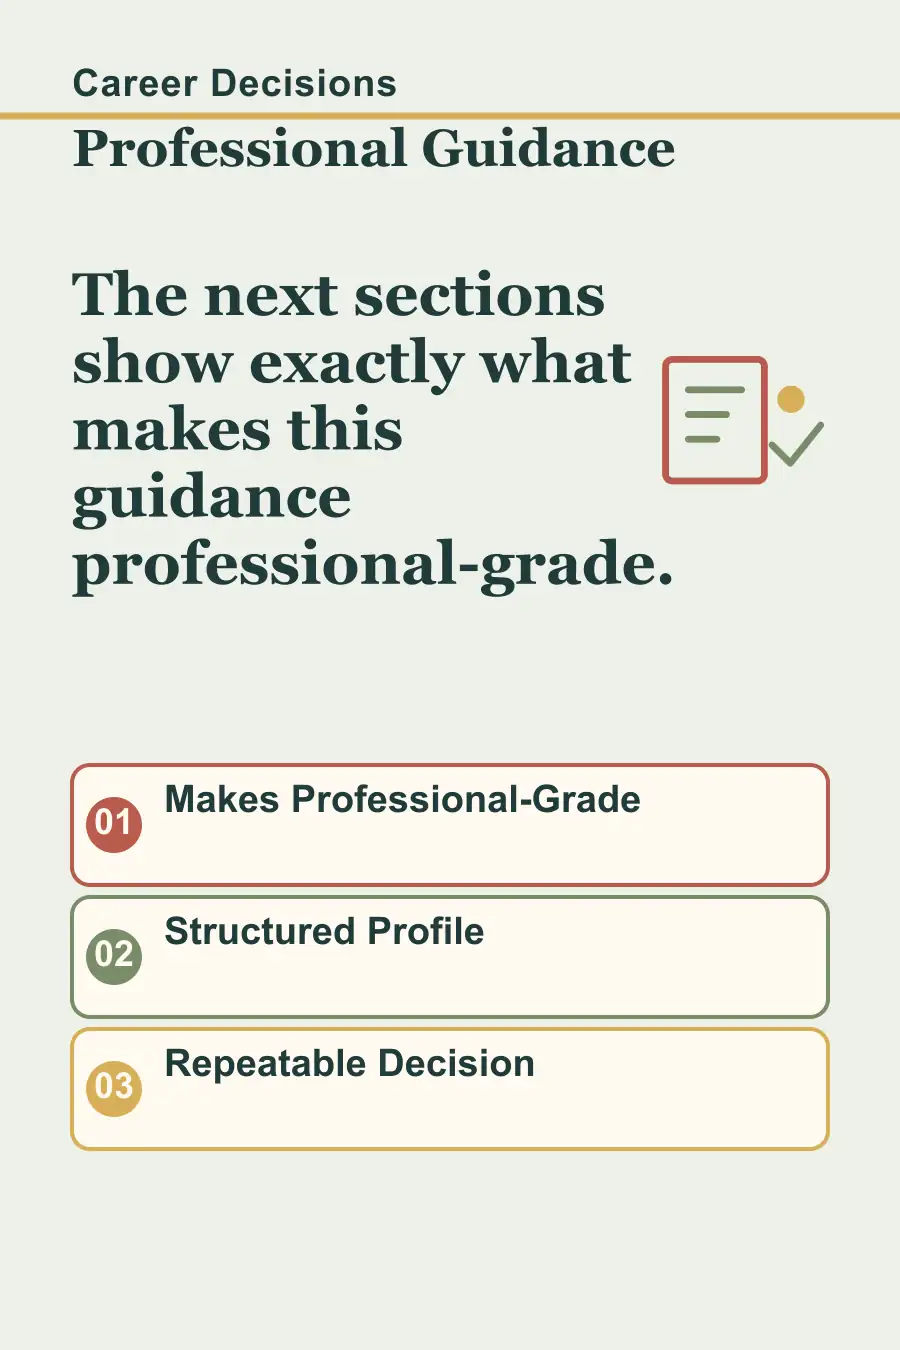 Career Decisions
Professional Guidance
The next sections
show exactly what
makes this
guidance
professional-grade.
01 Makes Professional-Grade
02 Structured Profile
03 Repeatable Decision